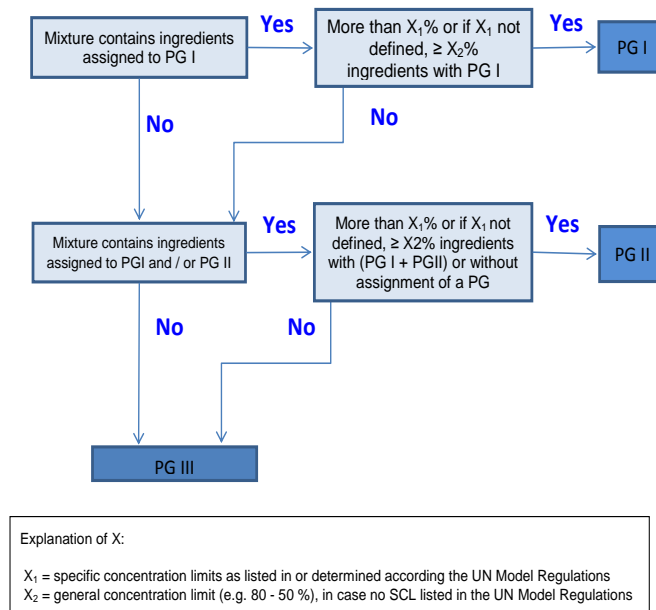 Mixture contains ingredients
assigned to PG I
Yes
More than X₁% or if X₁ not
defined, ≥ X₂%
ingredients with PG I
Yes
PG I
No
No
Mixture contains ingredients
assigned to PGI and / or PG II
Yes
More than X₁% or if X₁ not
defined, ≥ X2% ingredients
with (PG I + PGII) or without
assignment of a PG
Yes
PG II
No
No
PG III
Explanation of X:
X₁ = specific concentration limits as listed in or determined according the UN Model Regulations
X₂ = general concentration limit (e.g. 80 - 50 %), in case no SCL listed in the UN Model Regulations